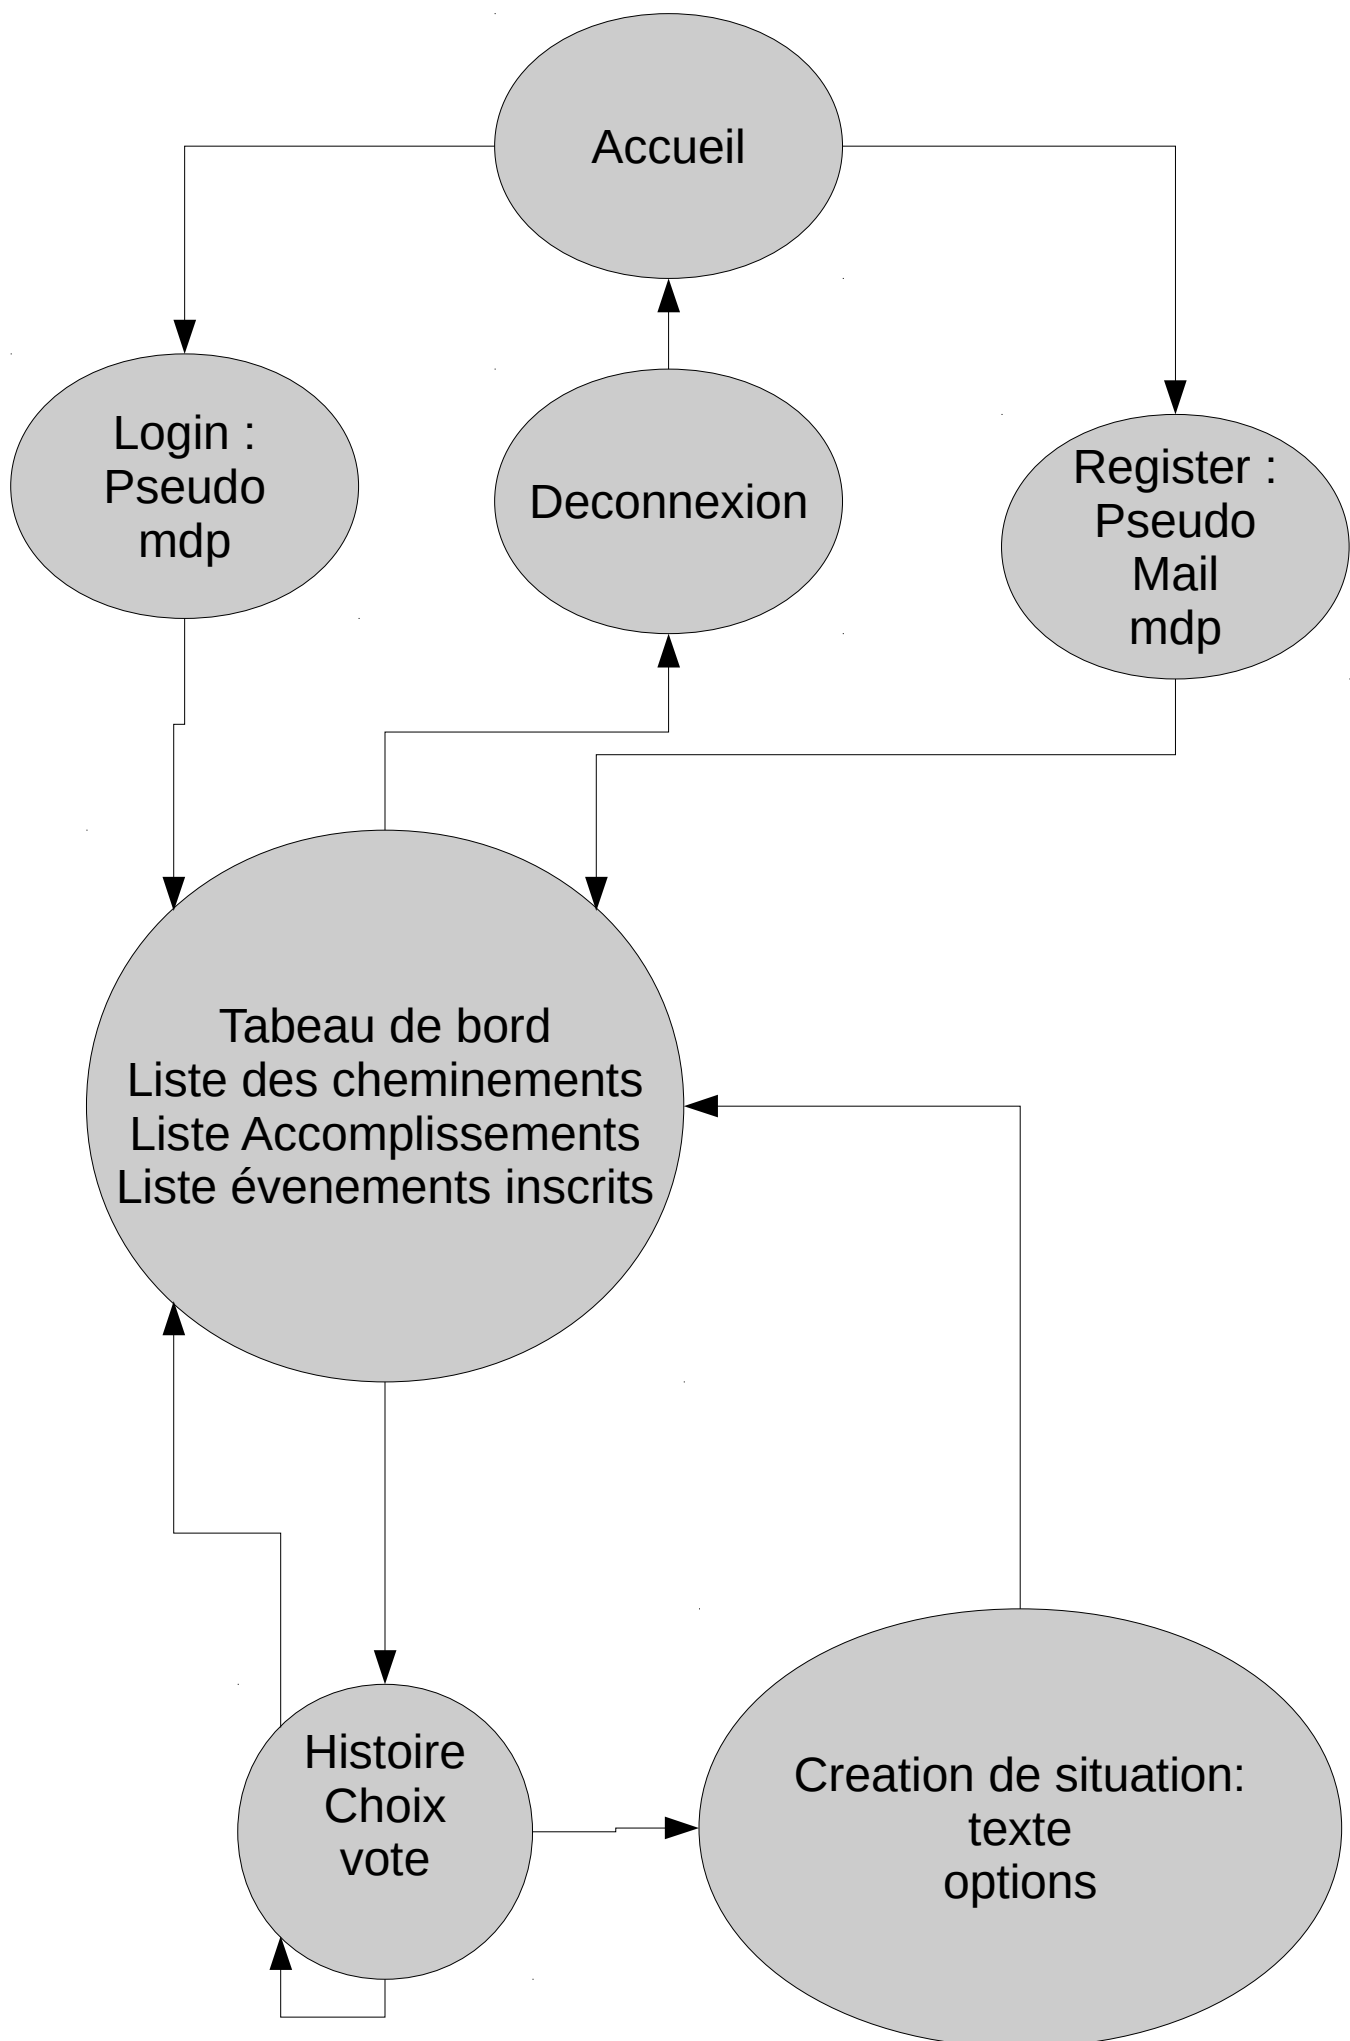 Accueil
Login :
Pseudo
mdp
Deconnexion
Register :
Pseudo
Mail
mdp
Tabeau de bord
Liste des cheminements
Liste Accomplissements
Liste évenements inscrits
Histoire
Choix
vote
Creation de situation:
texte
options